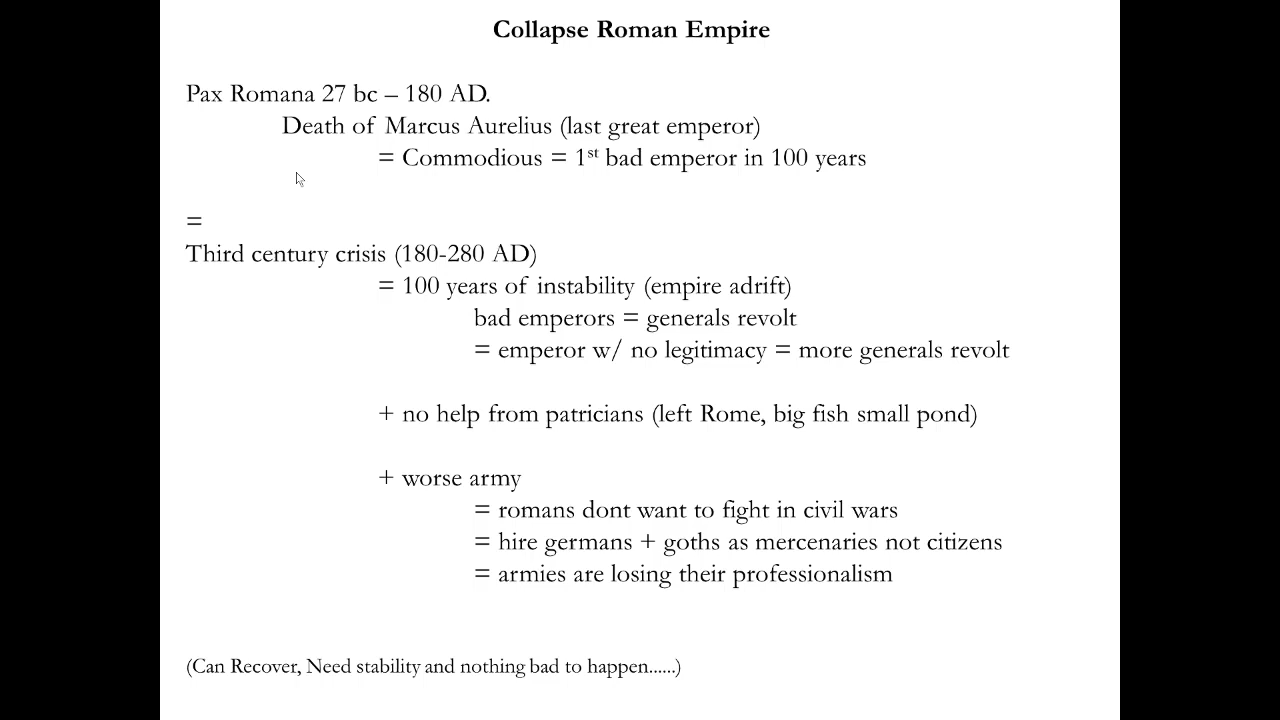 Collapse Roman Empire
Pax Romana 27 bc – 180 AD.
Death of Marcus Aurelius (last great emperor)
= Commodious = 1st bad emperor in 100 years
=
Third century crisis (180-280 AD)
= 100 years of instability (empire adrift)
bad emperors = generals revolt
= emperor w/ no legitimacy = more generals revolt
+ no help from patricians (left Rome, big fish small pond)
+ worse army
= romans dont want to fight in civil wars
= hire germans + goths as mercenaries not citizens
= armies are losing their professionalism
(Can Recover, Need stability and nothing bad to happen......)